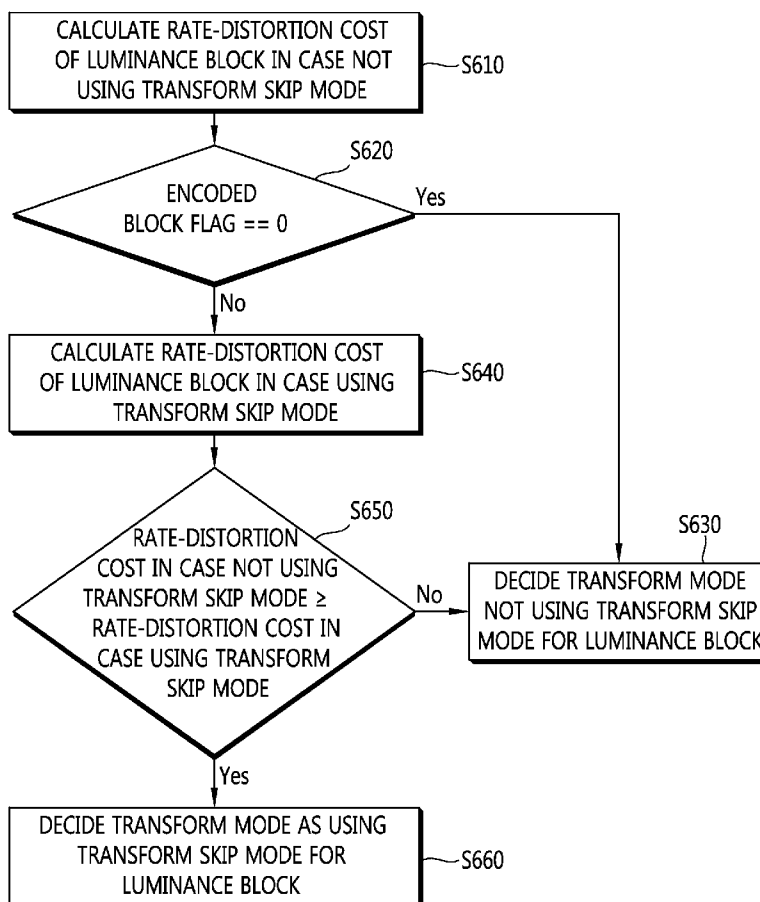 CALCULATE RATE-DISTORTION COST
OF LUMINANCE BLOCK IN CASE NOT
USING TRANSFORM SKIP MODE
S610
S620
ENCODED
BLOCK FLAG == 0
Yes
No
CALCULATE RATE-DISTORTION COST
OF LUMINANCE BLOCK IN CASE USING
TRANSFORM SKIP MODE
S640
S650
RATE-DISTORTION
COST IN CASE NOT USING
TRANSFORM SKIP MODE ≥
RATE-DISTORTION COST IN
CASE USING TRANSFORM
SKIP MODE
No
S630
DECIDE TRANSFORM MODE
NOT USING TRANSFORM SKIP
MODE FOR LUMINANCE BLOCK
Yes
DECIDE TRANSFORM MODE AS USING
TRANSFORM SKIP MODE FOR
LUMINANCE BLOCK
S660